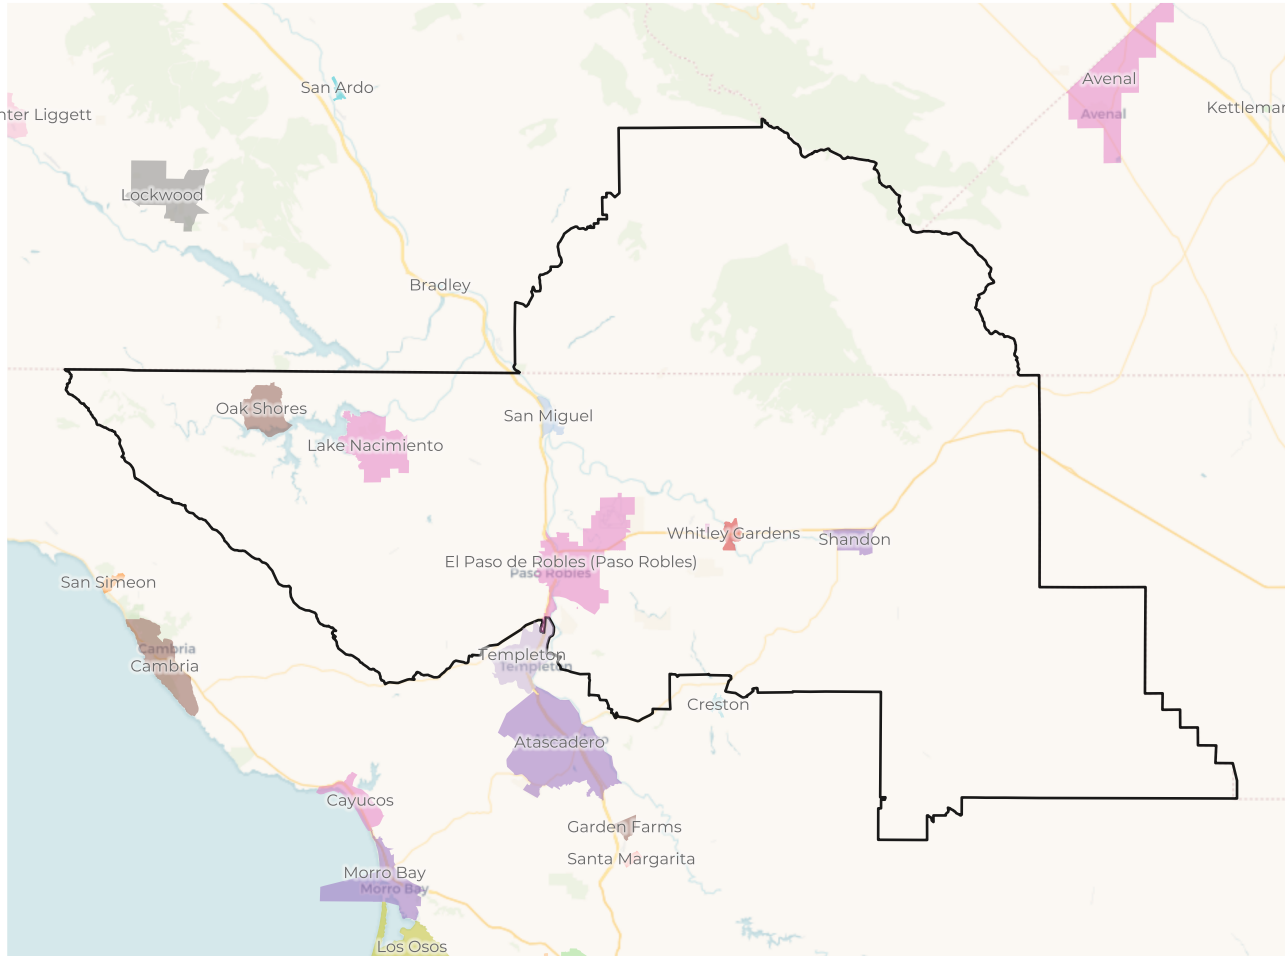 Avenal
San Ardo
Kettlemar
nter Liggett
Avenal
Lockwood
Bradley
Oak Shores
San Miguel
Lake Nacimiento
Whitley Gardens
Shandon
El Paso de Robles (Paso Robles)
Paso Robles
San Simeon
Cambria
Templeton
Cambria
Templeton
Creston
Atascadero
Cayucos
Garden Farms
Santa Margarita
Morro Bay
Morro Bay
Los Osos